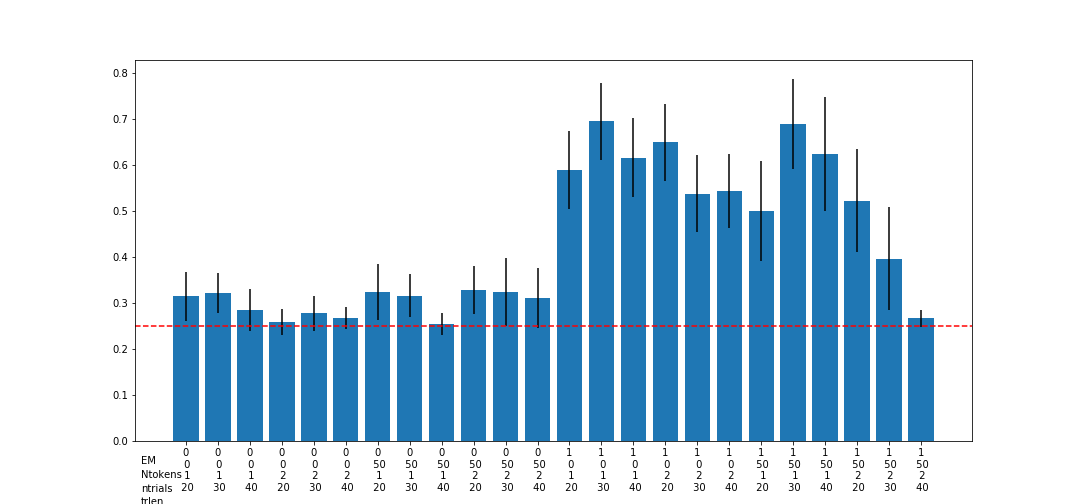 0.8
0.7
0.6
0.5
0.4
0.3
0.2
0.1
0.0
0 0 0 0 0 0 0 0 0 0 0 0 1 1 1 1 1 1 1 1 1 1 1 1
EM 0 0 0 0 0 0 50 50 50 50 50 50 0 0 0 0 0 0 50 50 50 50 50 50
Ntokens 1 1 1 2 2 2 1 1 1 2 2 2 1 1 1 2 2 2 1 1 1 2 2 2
ntrials 20 30 40 20 30 40 20 30 40 20 30 40 20 30 40 20 30 40 20 30 40 20 30 40
trlen